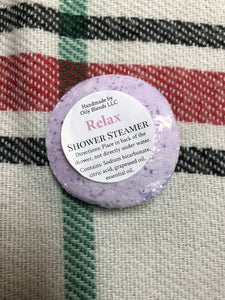 Handmade by
Oily Blends LLC
Relax
SHOWER STEAMER
Directions: Place in back of the
shower, not directly under water.
Contains: Sodium bicarbonate,
citric acid, grapeseed oil,
essential oil.